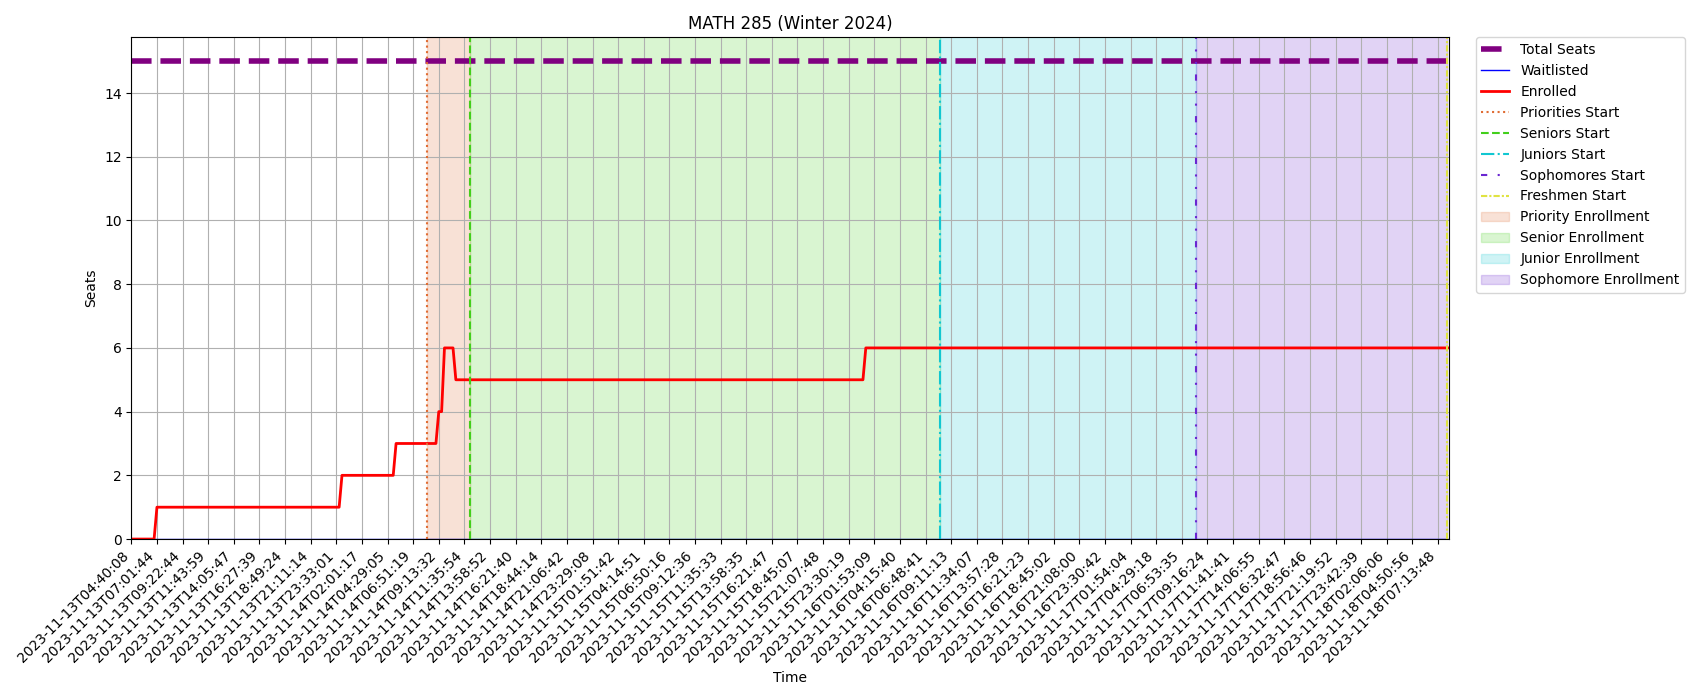 MATH 285 (Winter 2024)
Seats
14
12
10
8
6
4
2
0
2023-11-13T04:40:08
2023-11-13T07:01:44
2023-11-13T09:22:44
2023-11-13T11:43:59
2023-11-13T14:05:47
2023-11-13T16:27:39
2023-11-13T18:49:24
2023-11-13T21:11:14
2023-11-13T23:33:01
2023-11-14T02:01:17
2023-11-14T04:29:05
2023-11-14T06:51:19
2023-11-14T09:13:32
2023-11-14T11:35:54
2023-11-14T13:58:52
2023-11-14T16:21:40
2023-11-14T18:44:14
2023-11-14T21:06:42
2023-11-14T23:29:08
2023-11-15T01:51:42
2023-11-15T04:14:51
2023-11-15T06:50:16
2023-11-15T09:12:36
2023-11-15T11:35:33
2023-11-15T13:58:35
2023-11-15T16:21:47
2023-11-15T18:45:07
2023-11-15T21:07:48
2023-11-15T23:30:19
2023-11-16T01:53:09
2023-11-16T04:15:40
2023-11-16T06:48:41
2023-11-16T09:11:13
2023-11-16T11:34:07
2023-11-16T13:57:28
2023-11-16T16:21:23
2023-11-16T18:45:02
2023-11-16T21:08:00
2023-11-16T23:30:42
2023-11-17T01:54:04
2023-11-17T04:29:18
2023-11-17T06:53:35
2023-11-17T09:16:24
2023-11-17T11:41:41
2023-11-17T14:06:55
2023-11-17T16:32:47
2023-11-17T18:56:46
2023-11-17T21:19:52
2023-11-17T23:42:39
2023-11-18T02:06:06
2023-11-18T04:50:56
2023-11-18T07:13:48
Time
Total Seats
Waitlisted
Enrolled
Priorities Start
Seniors Start
Juniors Start
Sophomores Start
Freshmen Start
Priority Enrollment
Senior Enrollment
Junior Enrollment
Sophomore Enrollment